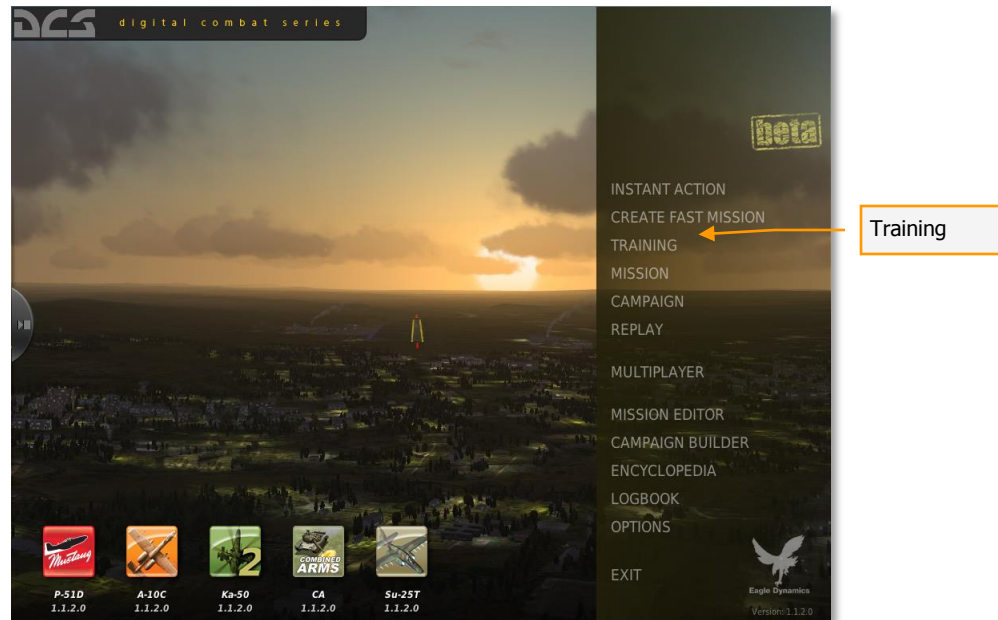 DCS digital combat series
beta
INSTANT ACTION
CREATE FAST MISSION
TRAINING
MISSION
CAMPAIGN
REPLAY
MULTIPLAYER
MISSION EDITOR
CAMPAIGN BUILDER
ENCYCLOPEDIA
LOGBOOK
OPTIONS
EXIT
Training
Mustang
2
COMBINED
ARMS
P-51D A-10C Ka-50 CA Su-25T
1.1.2.0 1.1.2.0 1.1.2.0 1.1.2.0 1.1.2.0
Eagle Dynamics
Version: 1.1.2.0